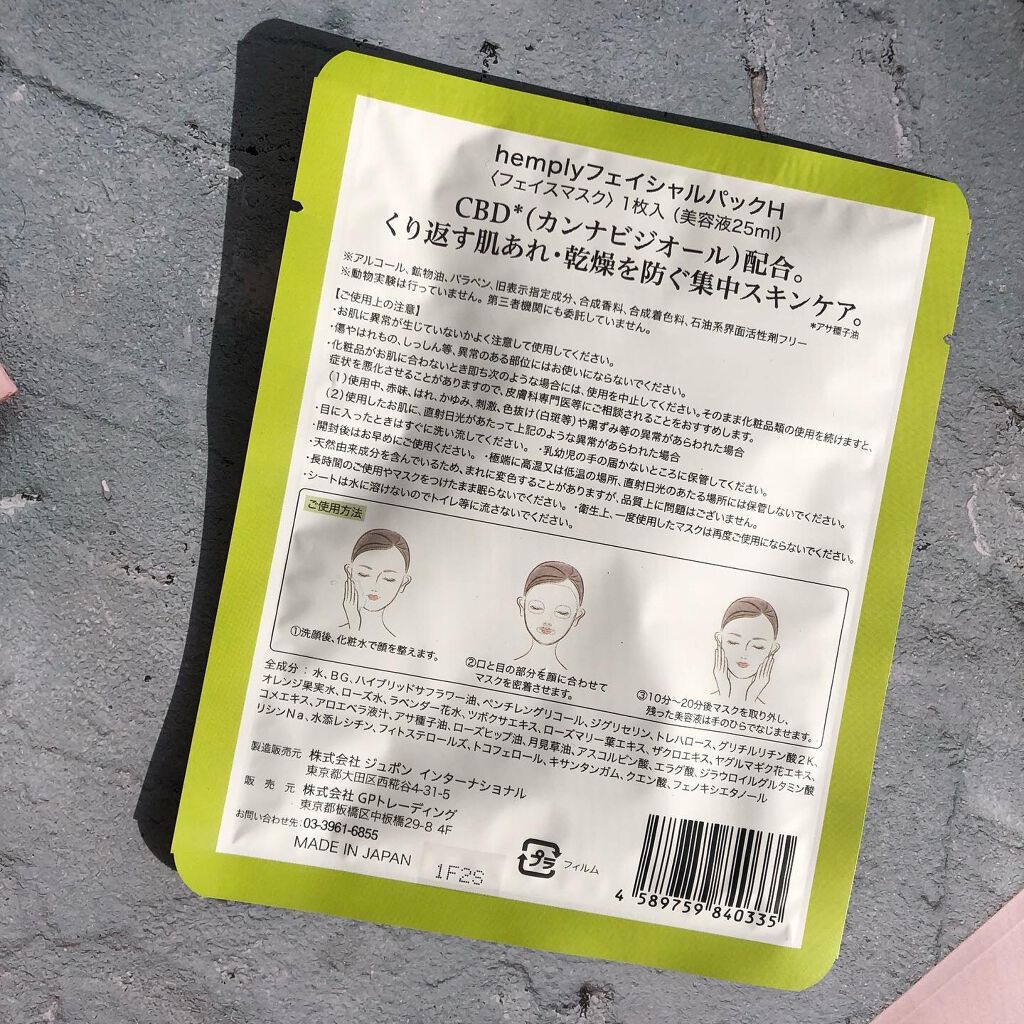 hemplyフェイシャルパックH
〈フェイスマスク〉1枚入（美容液25ml）
CBD*（カンナビジオール）配合。
くり返す肌あれ・乾燥を防ぐ集中スキンケア。
*アサ種子油
※アルコール、鉱物油、パラベン、旧表示指定成分、合成香料、合成着色料、石油系界面活性剤フリー
※動物実験は行っていません。第三者機関にも委託していません。
【ご使用上の注意】
・お肌に異常が生じていないかよく注意して使用してください。
・傷やはれもの、しっしん等、異常のある部位にはお使いにならないでください。
・化粧品がお肌に合わないとき即ち次のような場合には、使用を中止してください。そのまま化粧品類の使用を続けますと、
症状を悪化させることがありますので、皮膚科専門医等にご相談されることをおすすめします。
（1）使用中、赤味、はれ、かゆみ、刺激、色抜け（白斑等）や黒ずみ等の異常があらわれた場合
（2）使用したお肌に、直射日光があたって上記のような異常があらわれた場合
・目に入ったときはすぐに洗い流してください。・乳幼児の手の届かないところに保管してください。
・開封後はお早めにご使用ください。・極端に高温又は低温の場所、直射日光のあたる場所には保管しないでください。
・天然由来成分を含んでいるため、まれに変色することがありますが、品質上に問題はございません。
・長時間のご使用やマスクをつけたまま眠らないでください。・衛生上、一度使用したマスクは再度ご使用にならないでください。
・シートは水に溶けないのでトイレ等に流さないでください。
ご使用方法
①洗顔後、化粧水で顔を整えます。
②口と目の部分を顔に合わせて
マスクを密着させます。
③10分〜20分後マスクを取り外し、
残った美容液は手のひらでなじませます。
全成分：水、BG、ハイブリッドサフラワー油、ペンチレングリコール、ジグリセリン、トレハロース、グリチルリチン酸2K、
オレンジ果実水、ローズ水、ラベンダー花水、ツボクサエキス、ローズマリー葉エキス、ザクロエキス、ヤグルマギク花エキス、
コメエキス、アロエベラ液汁、アサ種子油、ローズヒップ油、月見草油、アスコルビン酸、エラグ酸、ジラウロイルグルタミン酸
リシンNa、水添レシチン、フィトステロールズ、トコフェロール、キサンタンガム、クエン酸、フェノキシエタノール
製造販売元 株式会社 ジュポン インターナショナル
東京都大田区西糀谷4-31-5
販売元 株式会社 GPトレーディング
東京都板橋区中板橋29-8 4F
お問い合わせ先：03-3961-6855
MADE IN JAPAN
1F2S
プラ
フィルム
4 589759 840335